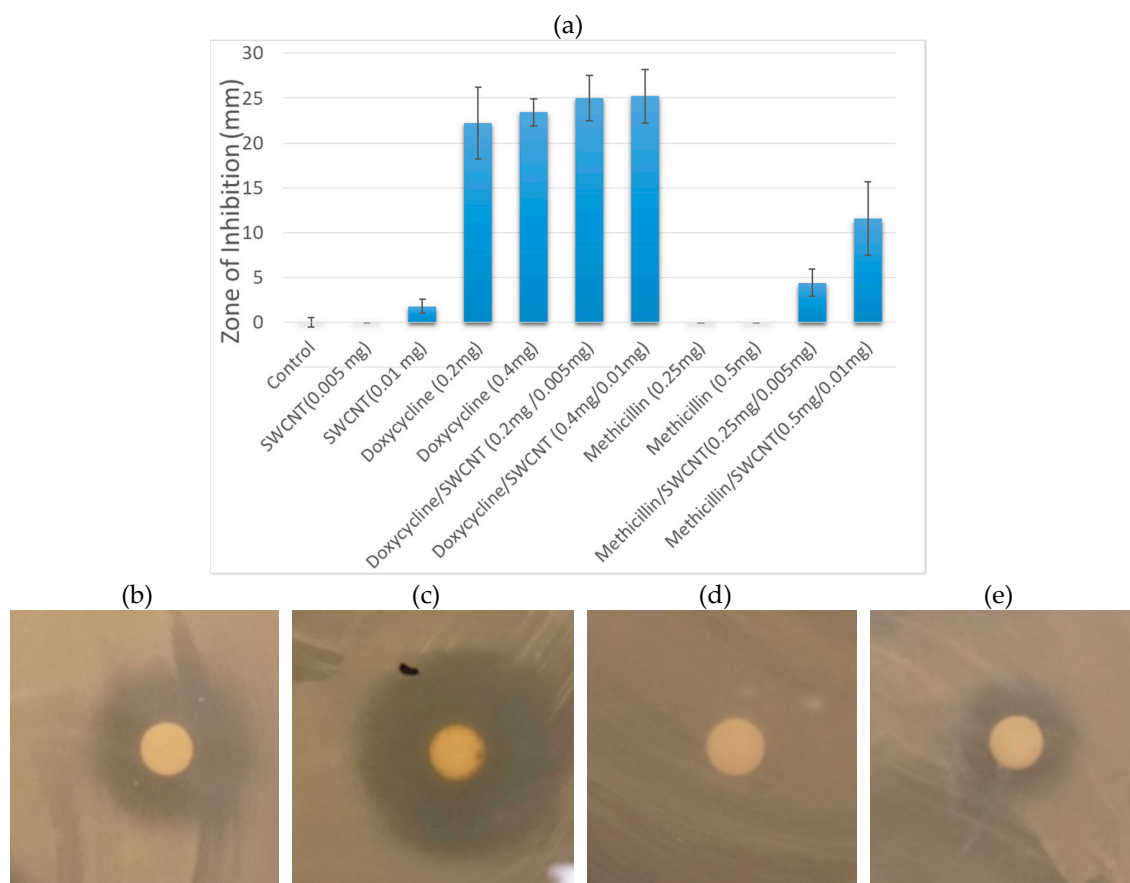 (a)
30
25
20
15
10
5
0
Zone of Inhibition (mm)
Control
SWCNT(0.005 mg)
SWCNT(0.01 mg)
Doxycycline (0.2mg)
Doxycycline (0.4mg)
Doxycycline/SWCNT (0.2mg /0.005mg)
Doxycycline/SWCNT (0.4mg/0.01mg)
Methicillin (0.25mg)
Methicillin (0.5mg)
Methicillin/SWCNT(0.25mg/0.005mg)
Methicillin/SWCNT(0.5mg/0.01mg)
(b) (c) (d) (e)